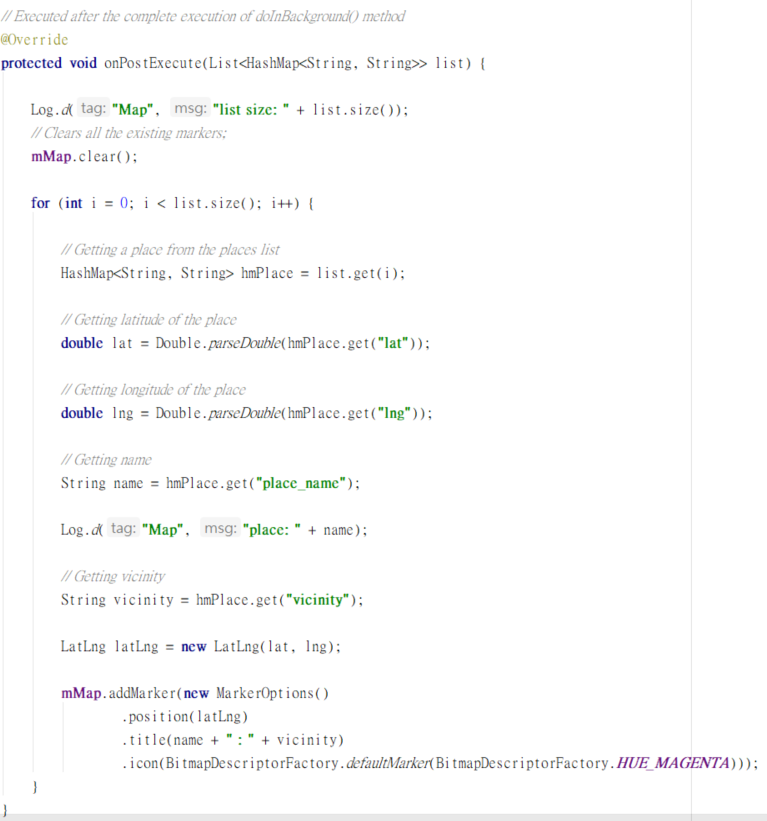 // Executed after the complete execution of doInBackground() method
@Override
protected void onPostExecute(List<HashMap<String, String>> list) {
Log.d( tag: "Map", msg: "list size: " + list.size());
// Clears all the existing markers;
mMap.clear();
for (int i = 0; i < list.size(); i++) {
// Getting a place from the places list
HashMap<String, String> hmPlace = list.get(i);
// Getting latitude of the place
double lat = Double.parseDouble(hmPlace.get("lat"));
// Getting longitude of the place
double lng = Double.parseDouble(hmPlace.get("lng"));
// Getting name
String name = hmPlace.get("place_name");
Log.d( tag: "Map", msg: "place: " + name);
// Getting vicinity
String vicinity = hmPlace.get("vicinity");
LatLng latLng = new LatLng(lat, lng);
mMap.addMarker(new MarkerOptions()
.position(latLng)
.title(name + " : " + vicinity)
.icon(BitmapDescriptorFactory.defaultMarker(BitmapDescriptorFactory.HUE_MAGENTA)));
}
}